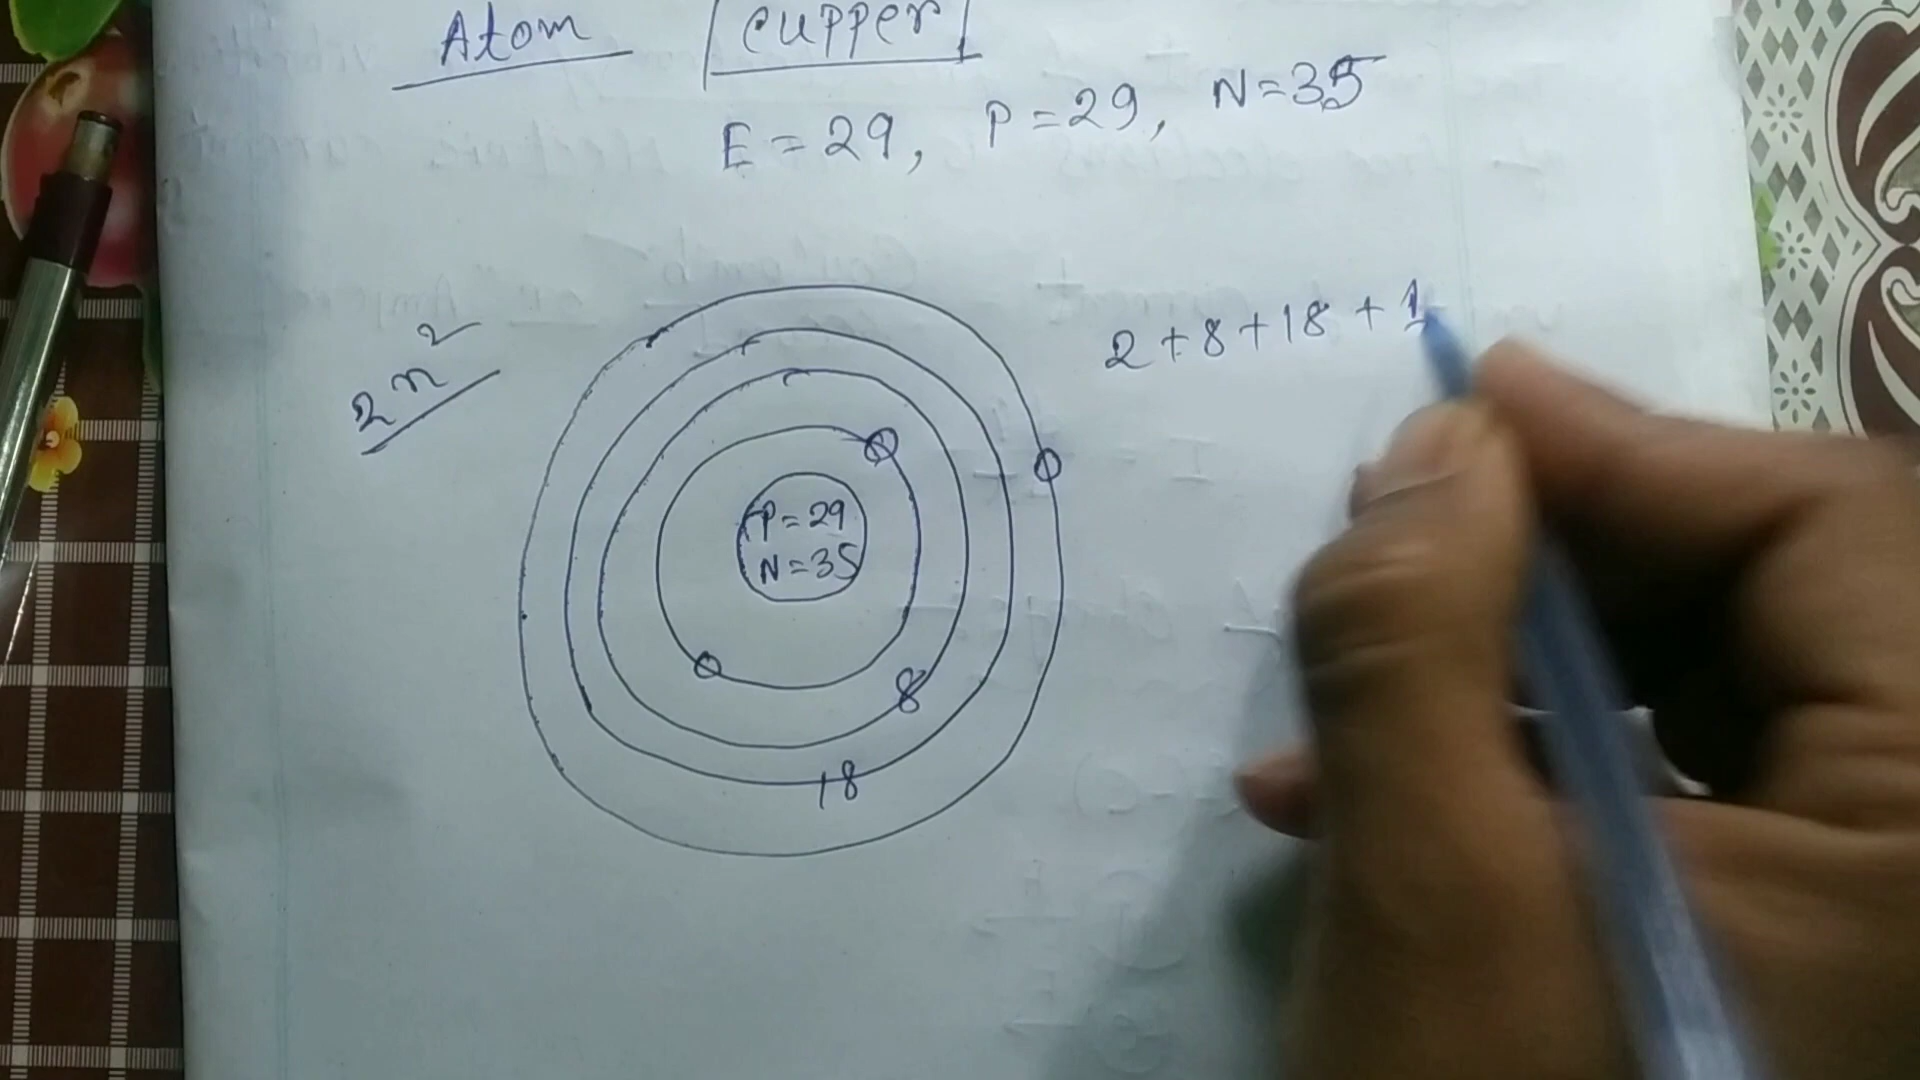 Atom |cupper|
E = 29, P = 29, N = 35
2n²
2 + 8 + 18 + 1
P = 29
N = 35
8
18